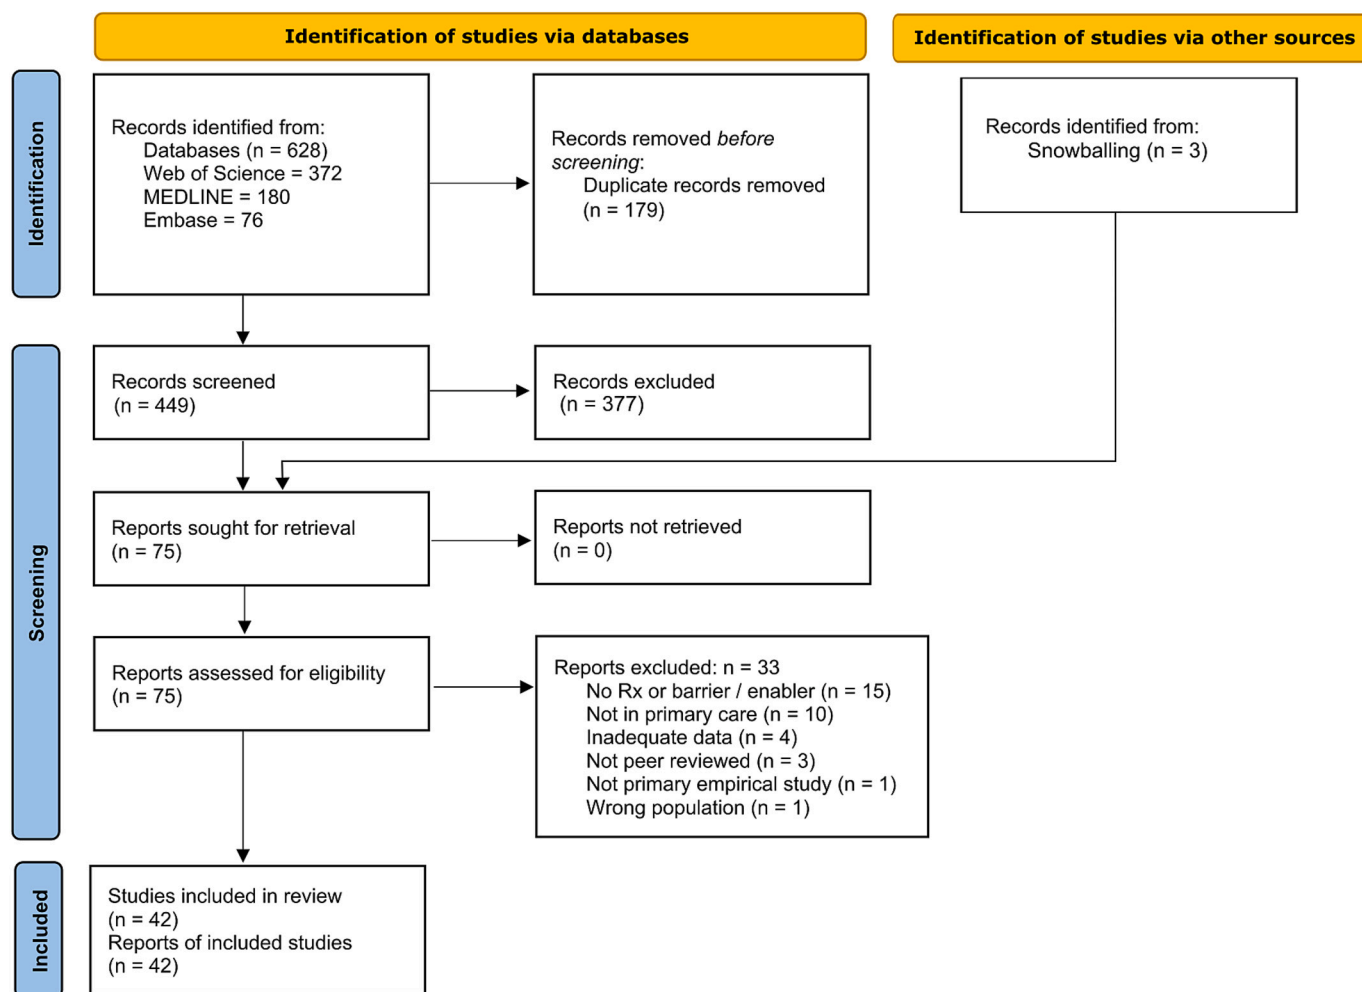 Identification of studies via databases
Identification of studies via other sources
Identification
Records identified from:
Databases (n = 628)
Web of Science = 372
MEDLINE = 180
Embase = 76
Records removed before
screening:
Duplicate records removed
(n = 179)
Records identified from:
Snowballing (n = 3)
Screening
Records screened
(n = 449)
Records excluded
(n = 377)
Reports sought for retrieval
(n = 75)
Reports not retrieved
(n = 0)
Reports assessed for eligibility
(n = 75)
Reports excluded: n = 33
No Rx or barrier / enabler (n = 15)
Not in primary care (n = 10)
Inadequate data (n = 4)
Not peer reviewed (n = 3)
Not primary empirical study (n = 1)
Wrong population (n = 1)
Included
Studies included in review
(n = 42)
Reports of included studies
(n = 42)